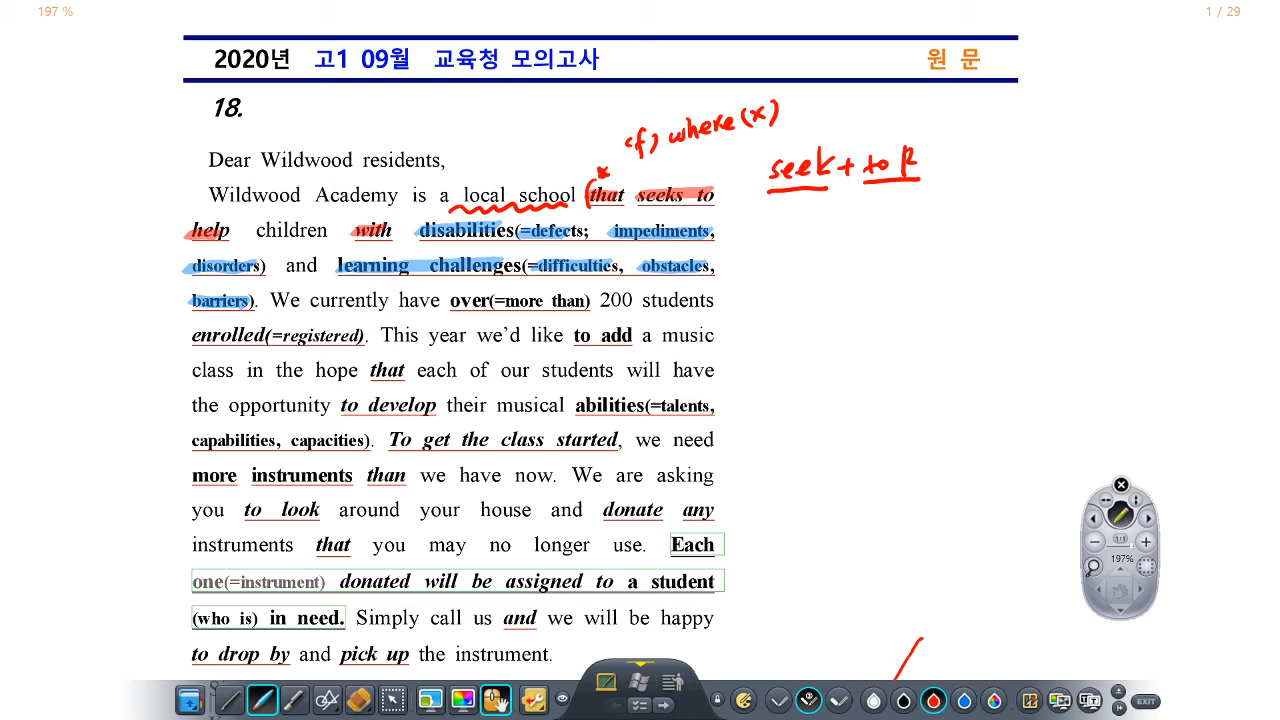 197 %
1 / 29
2020년 고1 09월 교육청 모의고사 원 문
18.
cf) where (x)
seek + to R
Dear Wildwood residents,
Wildwood Academy is a local school (that seeks to
help children with disabilities(=defects; impediments,
disorders) and learning challenges(=difficulties, obstacles,
barriers). We currently have over(=more than) 200 students
enrolled(=registered). This year we'd like to add a music
class in the hope that each of our students will have
the opportunity to develop their musical abilities(=talents,
capabilities, capacities). To get the class started, we need
more instruments than we have now. We are asking
you to look around your house and donate any
instruments that you may no longer use. Each
one(=instrument) donated will be assigned to a student
(who is) in need. Simply call us and we will be happy
to drop by and pick up the instrument.
1:1
197%
EXIT